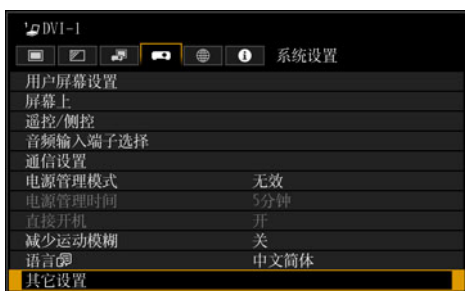 DVI-1
系统设置
用户屏幕设置
屏幕上
遥控/侧控
音频输入端子选择
通信设置
电源管理模式 无效
电源管理时间 5分钟
直接开机 开
减少运动模糊 关
语言 中文简体
其它设置